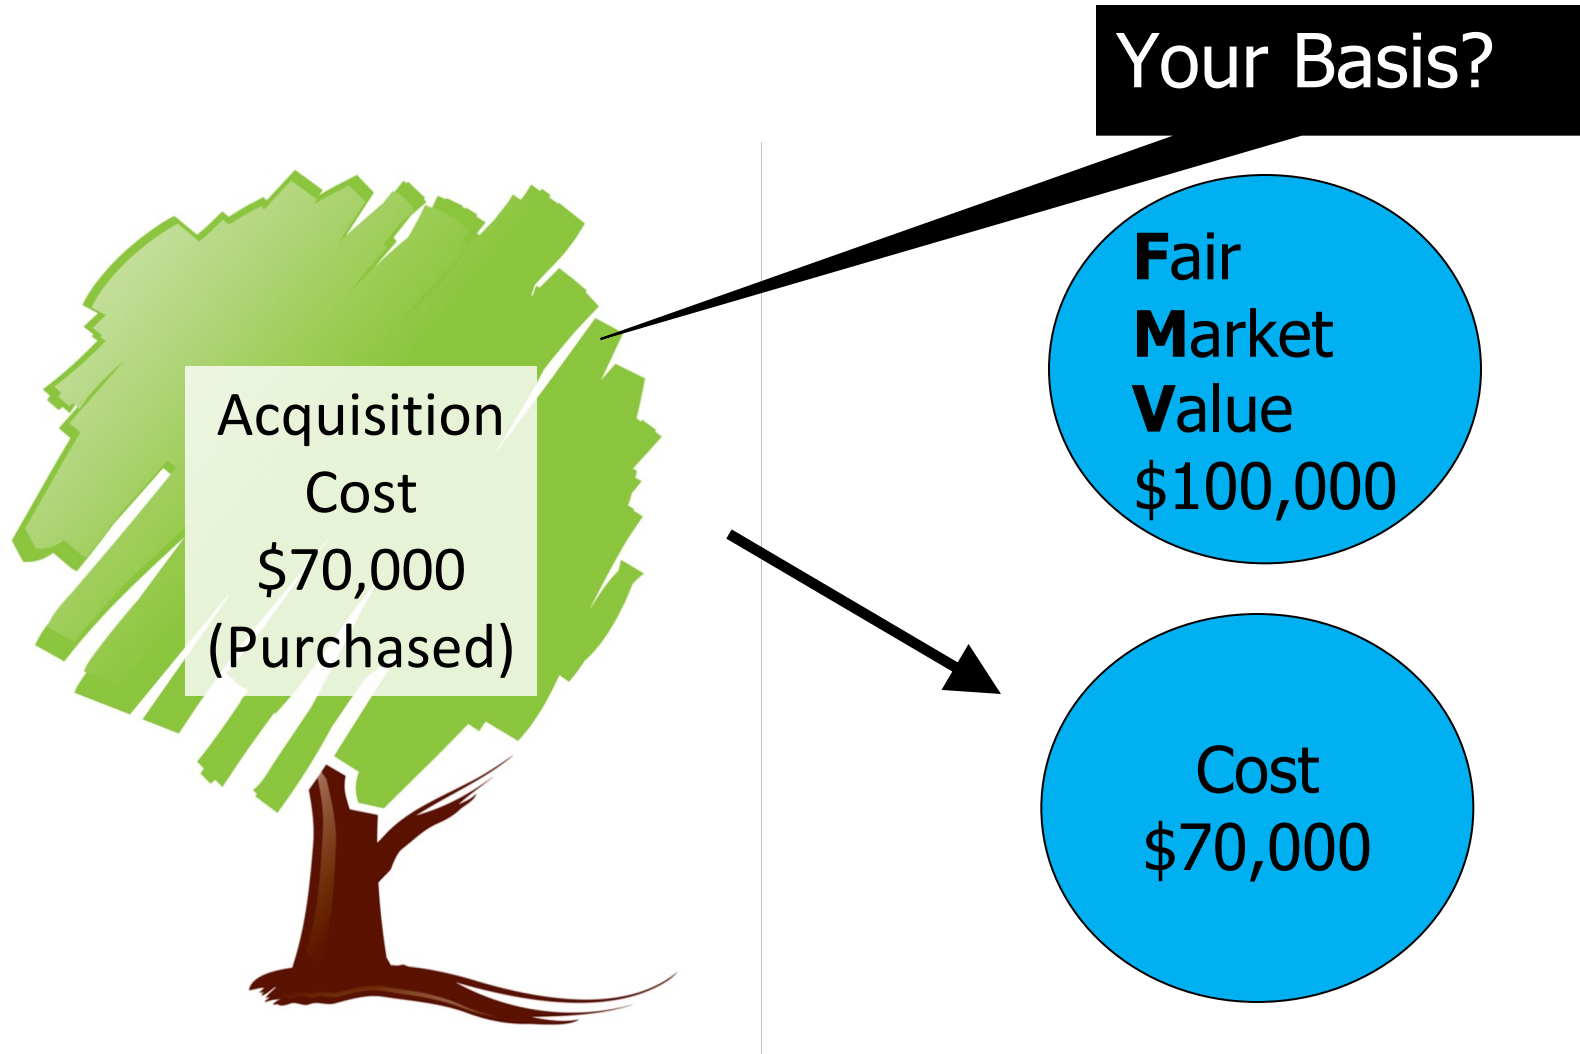 Your Basis?
Acquisition
Cost
$70,000
(Purchased)
Fair
Market
Value
$100,000
Cost
$70,000